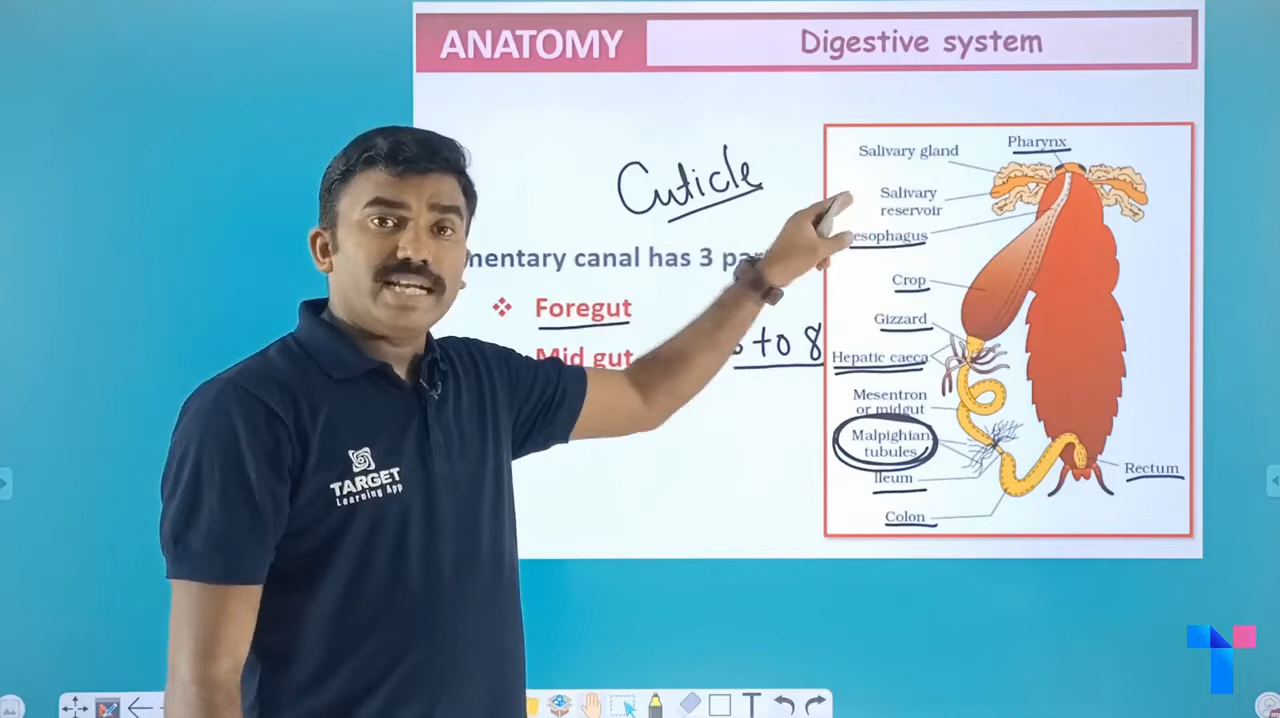 ANATOMY
Digestive system
Cuticle
mentary canal has 3 par
❖ Foregut
Mid gut
to 8
Salivary gland
Pharynx
Salivary
reservoir
esophagus
Crop
Gizzard
Hepatic caeca
Mesentron
or midgut
Malpighian
tubules
Ileum
Colon
Rectum
TARGET
Learning App
T